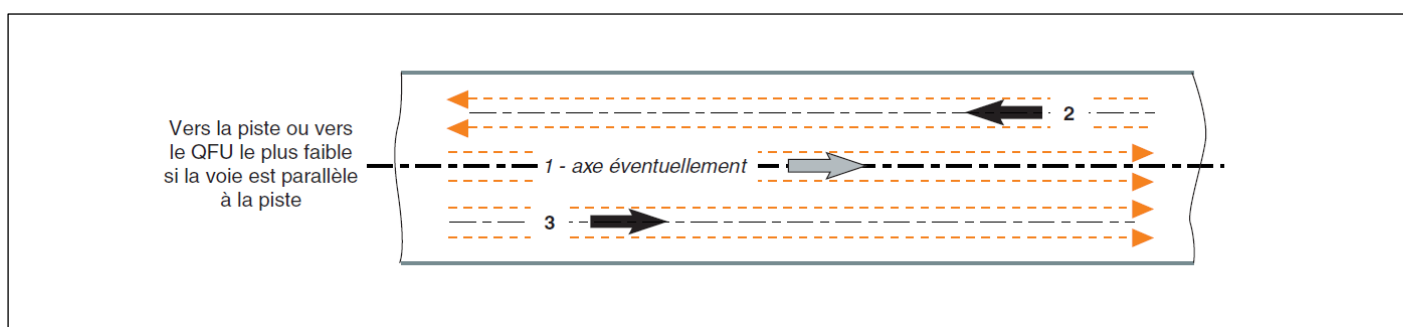 2
Vers la piste ou vers
le QFU le plus faible
si la voie est parallèle
à la piste
1 - axe éventuellement
3